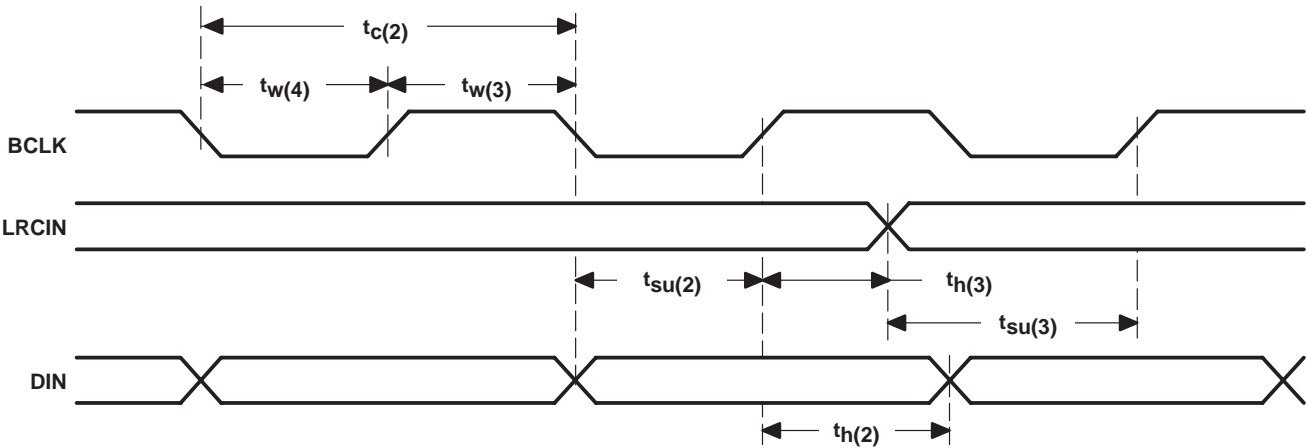 tc(2)
tw(4) tw(3)
BCLK
LRCIN
tsu(2) th(3)
tsu(3)
DIN
th(2)